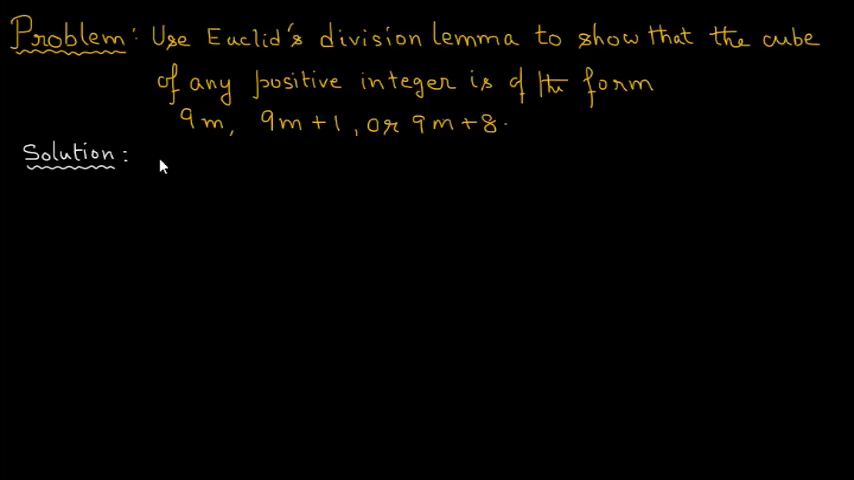 Problem: Use Euclid's division lemma to show that the cube
of any positive integer is of the form
9m, 9m+1, or 9m+8.
Solution: